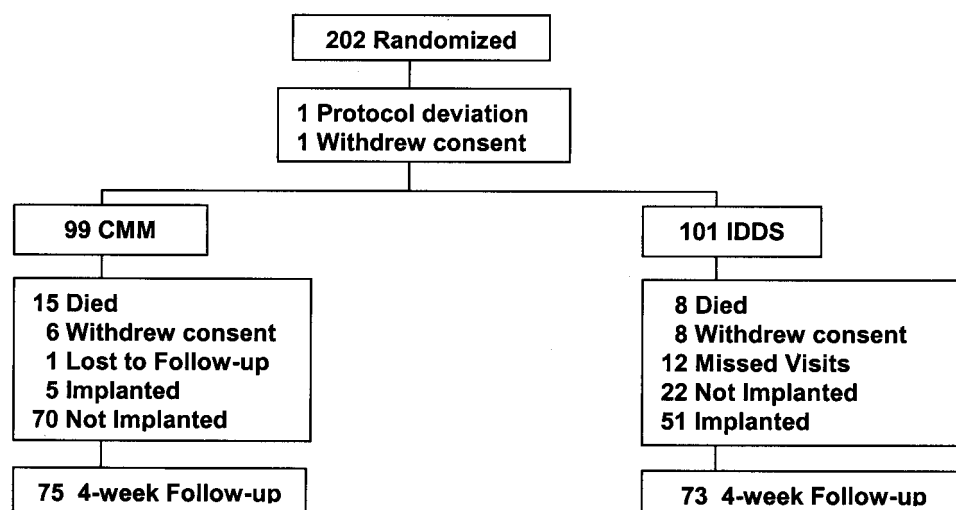 202 Randomized
1 Protocol deviation
1 Withdrew consent
99 CMM
101 IDDS
15 Died
6 Withdrew consent
1 Lost to Follow-up
5 Implanted
70 Not Implanted
8 Died
8 Withdrew consent
12 Missed Visits
22 Not Implanted
51 Implanted
75 4-week Follow-up
73 4-week Follow-up